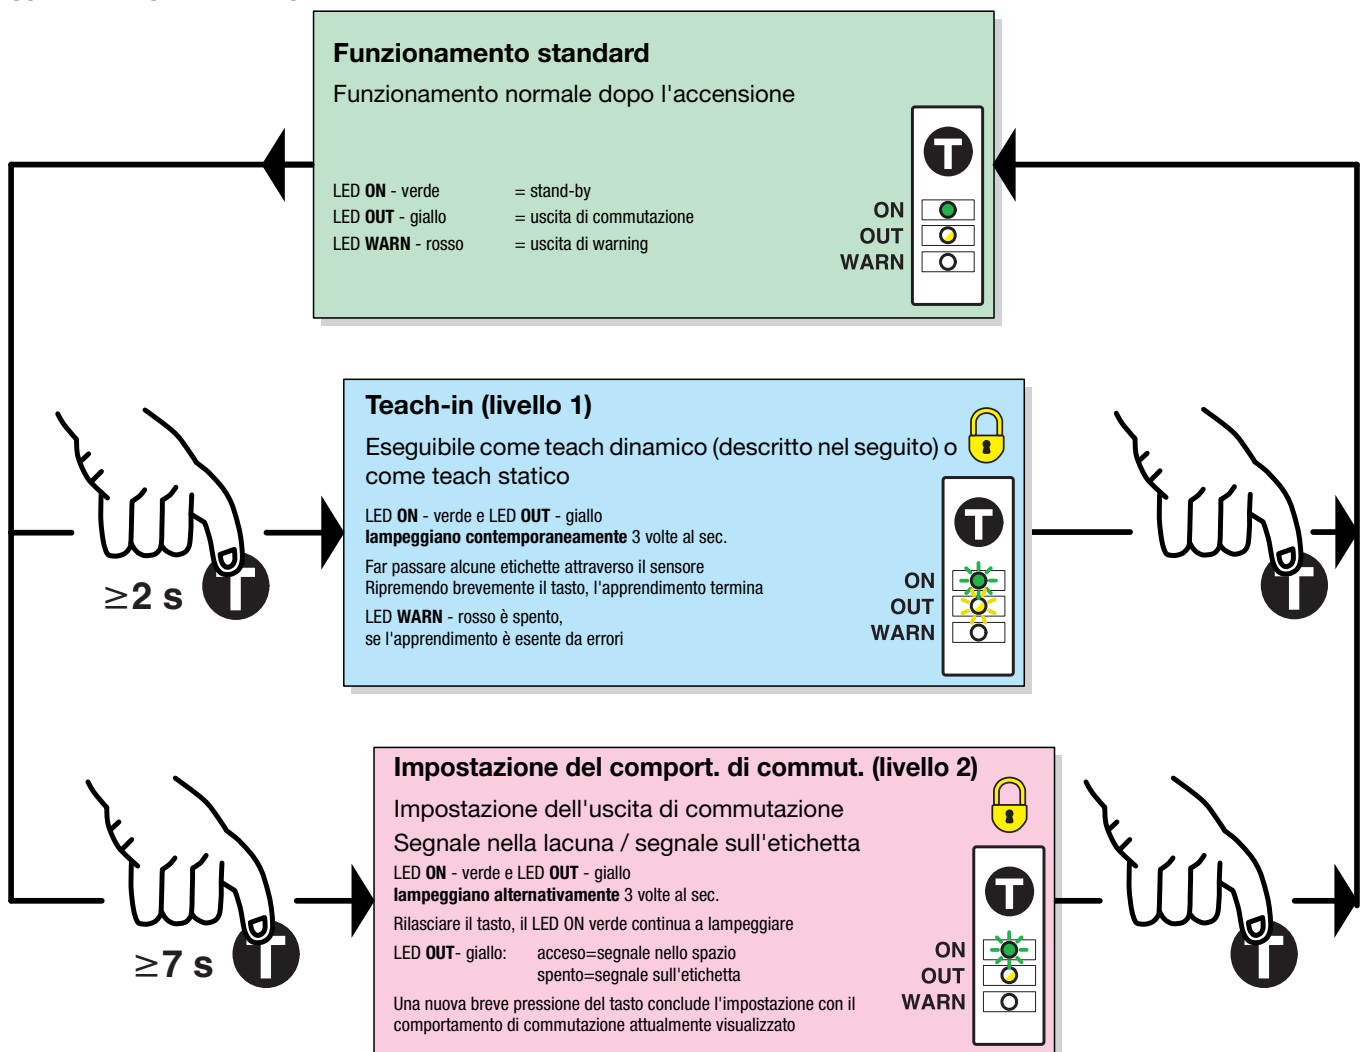 Funzionamento standard
Funzionamento normale dopo l'accensione
LED ON - verde = stand-by
LED OUT - giallo = uscita di commutazione
LED WARN - rosso = uscita di warning
T
ON
OUT
WARN
Teach-in (livello 1)
Eseguibile come teach dinamico (descritto nel seguito) o
come teach statico
LED ON - verde e LED OUT - giallo
lampeggiano contemporaneamente 3 volte al sec.
Far passare alcune etichette attraverso il sensore
Ripremendo brevemente il tasto, l'apprendimento termina
LED WARN - rosso è spento,
se l'apprendimento è esente da errori
T
ON
OUT
WARN
≥2 s
T
T
Impostazione del comport. di commut. (livello 2)
Impostazione dell'uscita di commutazione
Segnale nella lacuna / segnale sull'etichetta
LED ON - verde e LED OUT - giallo
lampeggiano alternativamente 3 volte al sec.
Rilasciare il tasto, il LED ON verde continua a lampeggiare
LED OUT- giallo: acceso=segnale nello spazio
spento=segnale sull'etichetta
Una nuova breve pressione del tasto conclude l'impostazione con il
comportamento di commutazione attualmente visualizzato
T
ON
OUT
WARN
≥7 s
T
T